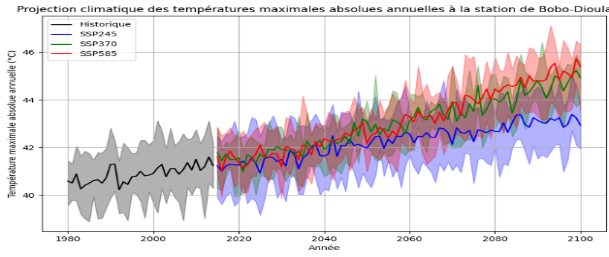 Projection climatique des températures maximales absolues annuelles à la station de Bobo-Dioula
Historique
SSP245
SSP370
SSP585
Température maximale absolue annuelle (°C)
46
44
42
40
1980
2000
2020
2040
2060
2080
2100
Année